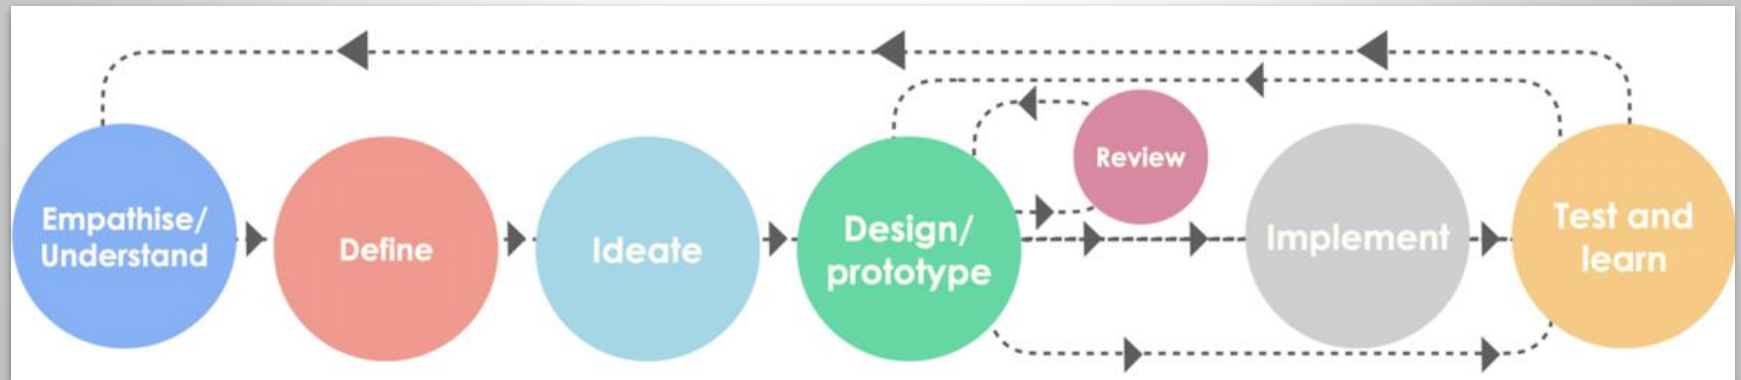 Empathise/
Understand
Define
Ideate
Design/
prototype
Review
Implement
Test and
learn